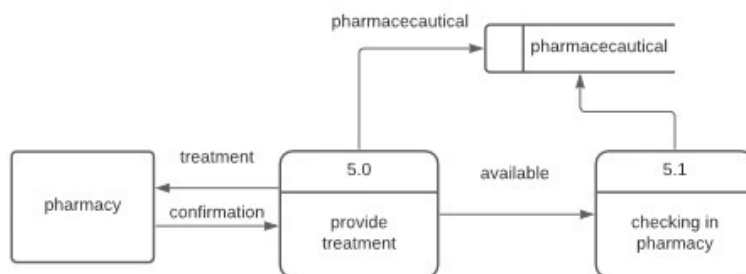 pharmacecautical
pharmacecautical
treatment
5.0
available
5.1
pharmacy
confirmation
provide
treatment
checking in
pharmacy